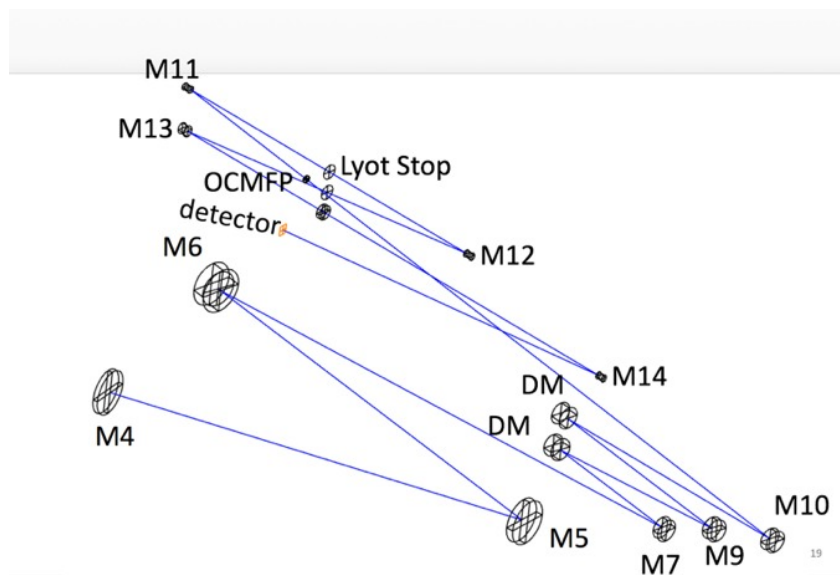 M11
M13
Lyot Stop
OCMFP
detector
M12
M6
M14
DM
M4
DM
M5
M10
M9
M7
19